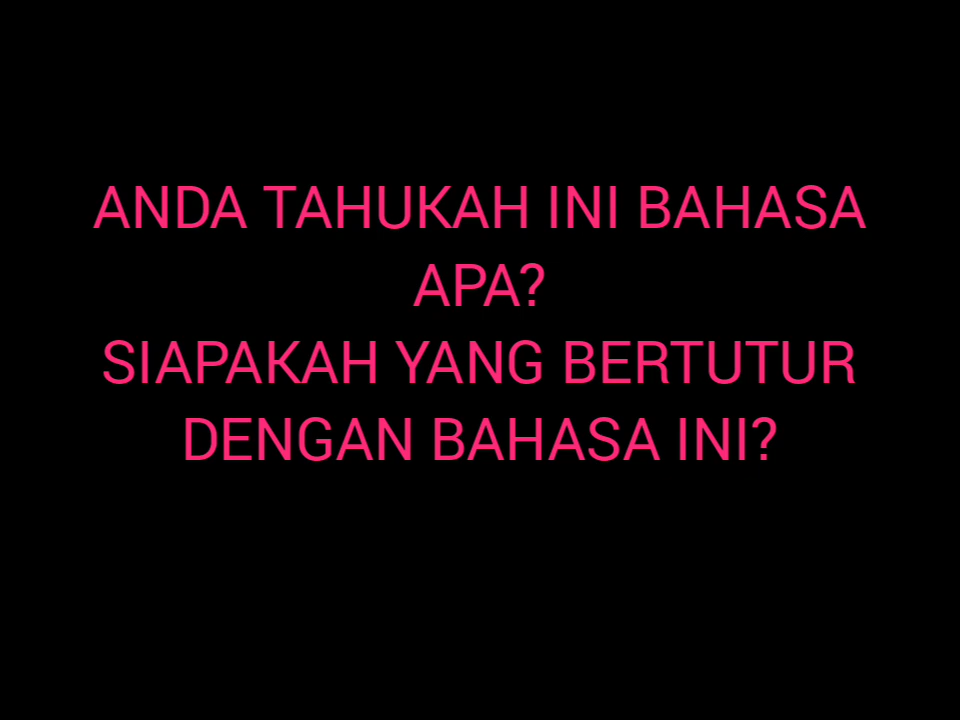 ANDA TAHUKAH INI BAHASA
APA?
SIAPAKAH YANG BERTUTUR
DENGAN BAHASA INI?